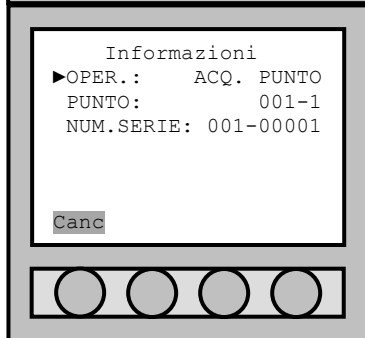 Informazioni
►OPER.: ACQ. PUNTO
PUNTO: 001-1
NUM.SERIE: 001-00001
Canc